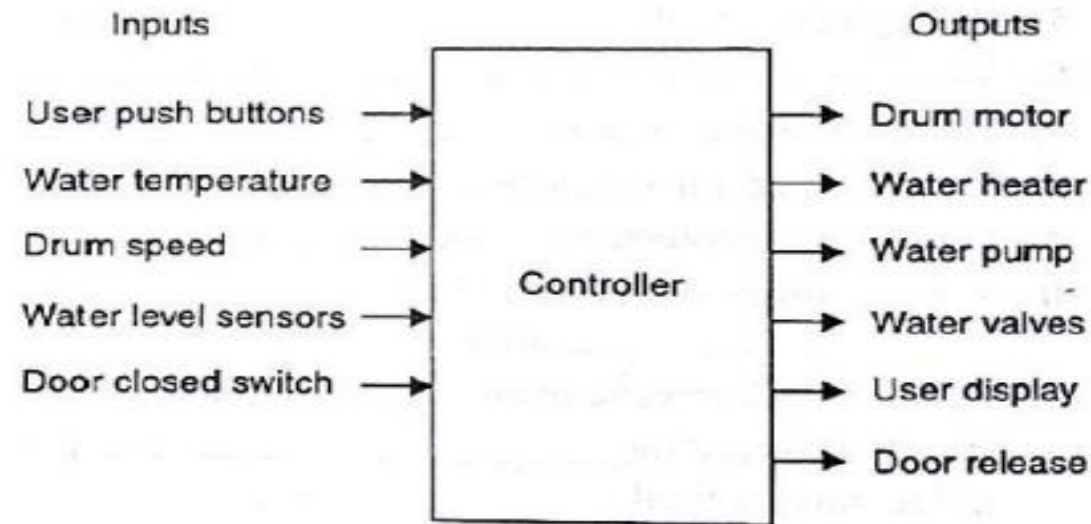 Inputs
Outputs
User push buttons
Drum motor
Water temperature
Water heater
Drum speed
Water pump
Controller
Water level sensors
Water valves
Door closed switch
User display
Door release